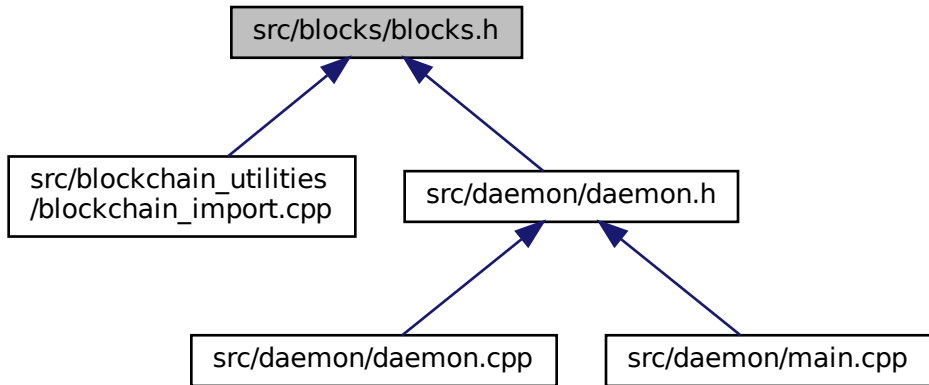 src/blocks/blocks.h
src/blockchain_utilities
/blockchain_import.cpp
src/daemon/daemon.h
src/daemon/daemon.cpp
src/daemon/main.cpp